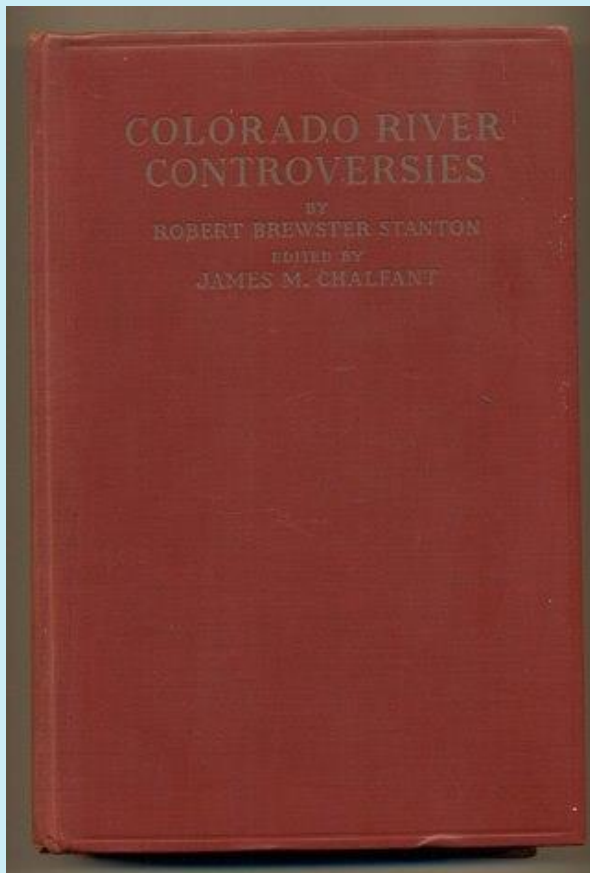 COLORADO RIVER
CONTROVERSIES
BY
ROBERT BREWSTER STANTON
EDITED BY
JAMES M. CHALFANT